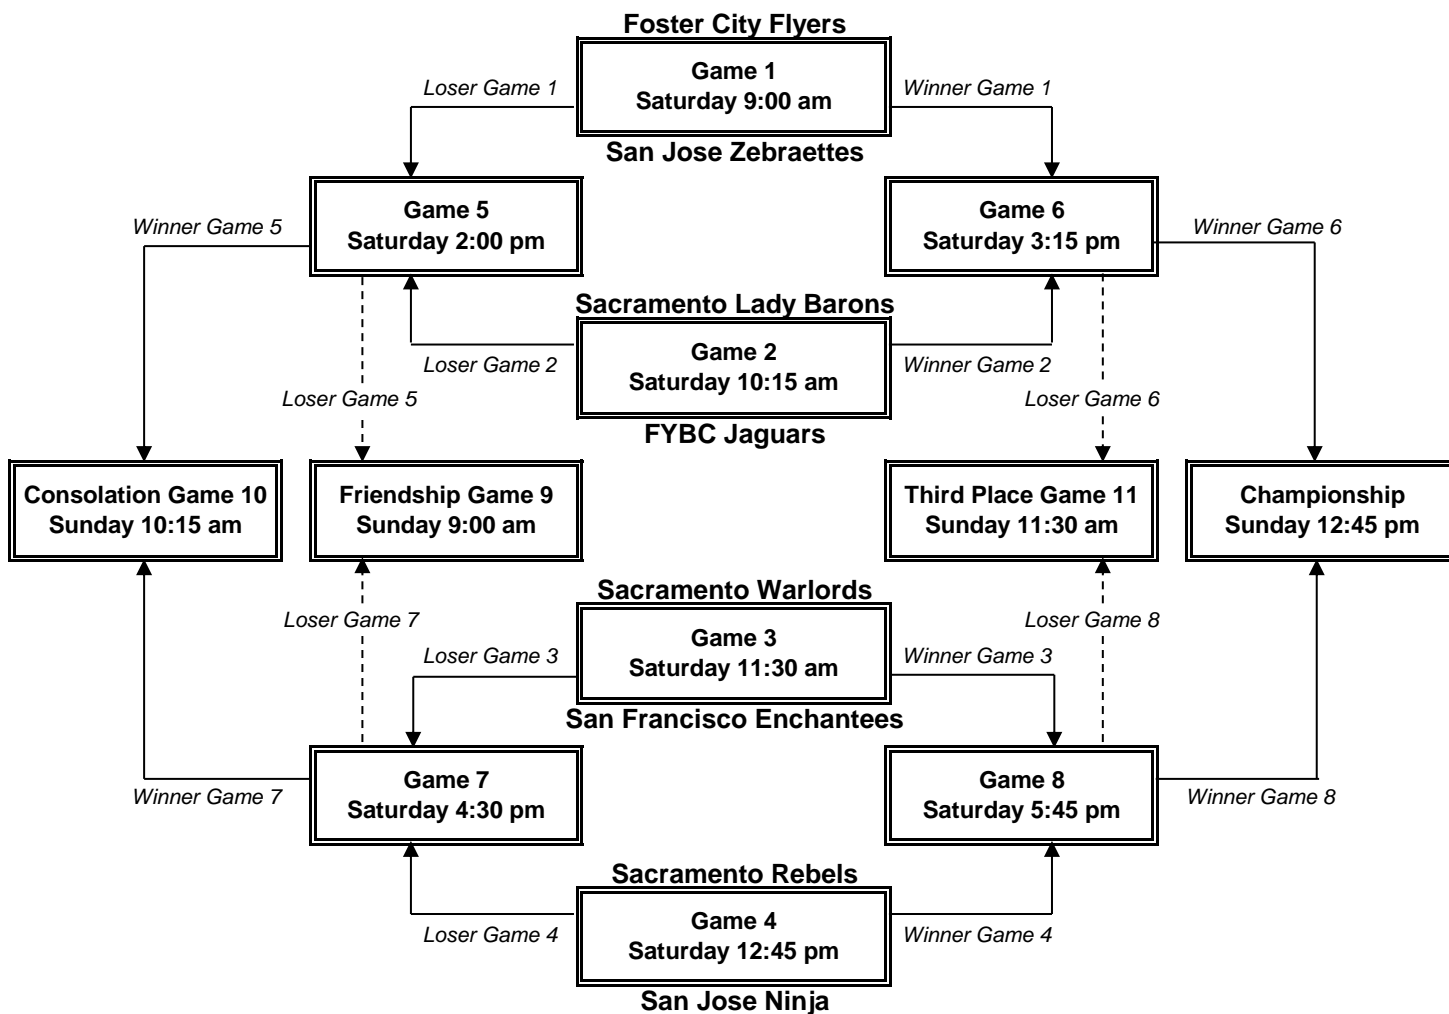 Foster City Flyers
Game 1
Saturday 9:00 am
Loser Game 1
Winner Game 1
San Jose Zebraettes
Game 5
Saturday 2:00 pm
Game 6
Saturday 3:15 pm
Winner Game 5
Winner Game 6
Sacramento Lady Barons
Game 2
Saturday 10:15 am
Loser Game 2
Winner Game 2
Loser Game 5
Loser Game 6
FYBC Jaguars
Consolation Game 10
Sunday 10:15 am
Friendship Game 9
Sunday 9:00 am
Third Place Game 11
Sunday 11:30 am
Championship
Sunday 12:45 pm
Sacramento Warlords
Loser Game 7
Loser Game 8
Game 3
Saturday 11:30 am
Loser Game 3
Winner Game 3
San Francisco Enchantees
Game 7
Saturday 4:30 pm
Game 8
Saturday 5:45 pm
Winner Game 7
Winner Game 8
Sacramento Rebels
Game 4
Saturday 12:45 pm
Loser Game 4
Winner Game 4
San Jose Ninja